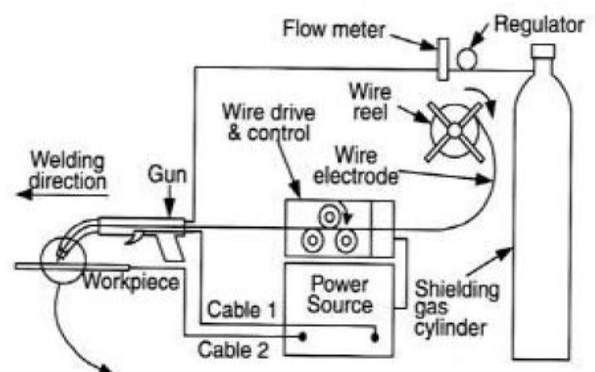 Flow meter
Regulator
Wire
reel
Wire drive
& control
Wire
electrode
Welding
direction
Gun
Workpiece
Power
Source
Cable 1
Cable 2
Shielding
gas
cylinder